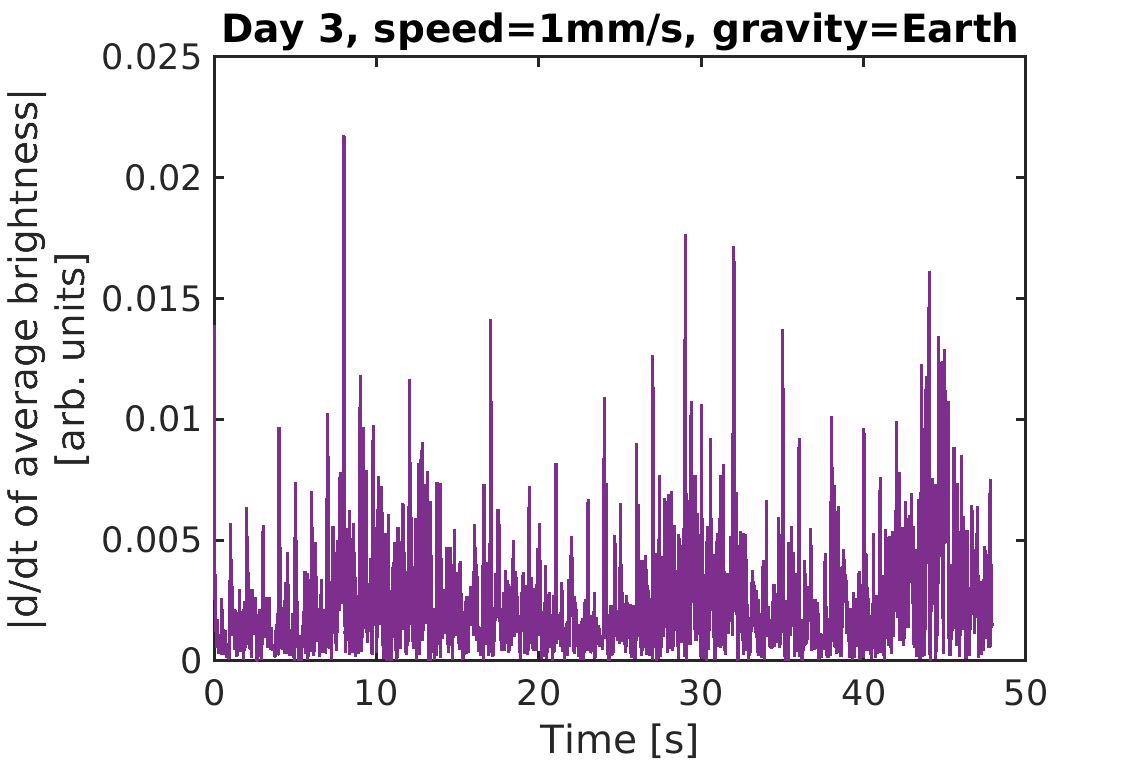 Day 3, speed=1mm/s, gravity=Earth
|d/dt of average brightness|
[arb. units]
0.025
0.02
0.015
0.01
0.005
0
0 10 20 30 40 50
Time [s]